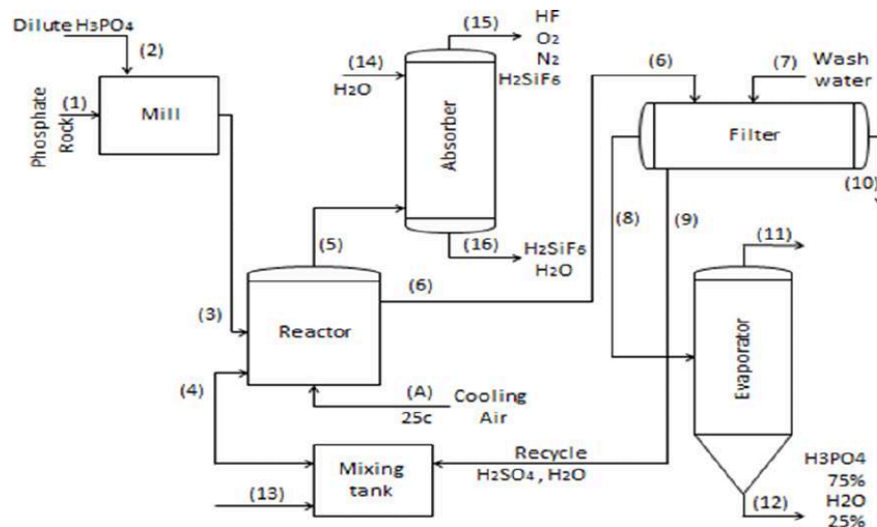 Dilute H3PO4
(2)
(1)
Phosphate
Rock
Mill
(3)
(14)
H2O
(15)
HF
O2
N2
H2SiF6
Absorber
(5)
(16)
H2SiF6
H2O
(6)
(6)
(7)
Wash
water
Filter
(10)
(8)
(9)
(11)
Evaporator
Reactor
(4)
(A)
25c
Cooling
Air
Mixing
tank
(13)
Recycle
H2SO4 , H2O
(12)
H3PO4
75%
H2O
25%